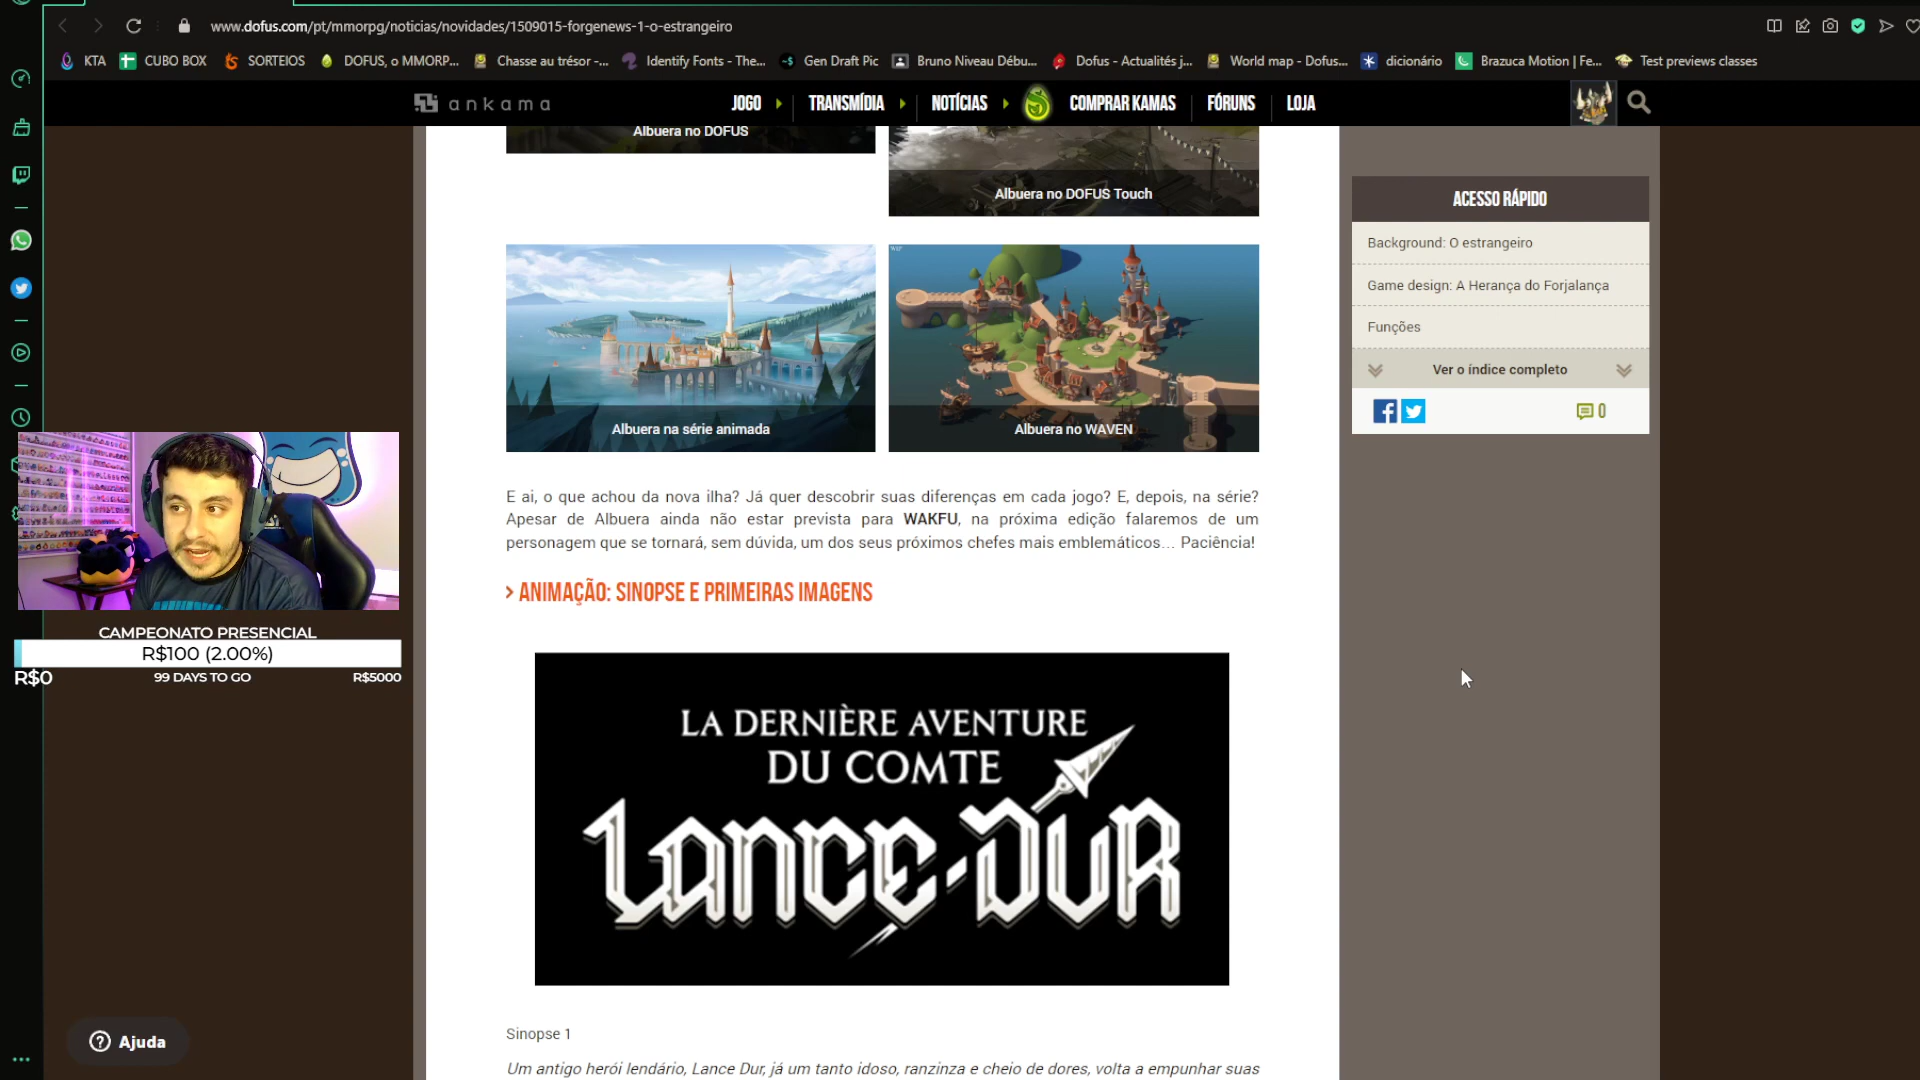 www.dofus.com/pt/mmorpg/noticias/novidades/1509015-forgenews-1-o-estrangeiro
KTA
CUBO BOX
SORTEIOS
DOFUS, o MMORP...
Chasse au trésor -...
Identify Fonts - The...
Gen Draft Pic
Bruno Niveau Débu...
Dofus - Actualités j...
World map - Dofus...
dicionário
Brazuca Motion | Fe...
Test previews classes
ankama
JOGO
TRANSMÍDIA
NOTÍCIAS
COMPRAR KAMAS
FÓRUNS
LOJA
Albuera no DOFUS
Albuera no DOFUS Touch
WIP
Albuera na série animada
Albuera no WAVEN
E ai, o que achou da nova ilha? Já quer descobrir suas diferenças em cada jogo? E, depois, na série?
Apesar de Albuera ainda não estar prevista para WAKFU, na próxima edição falaremos de um
personagem que se tornará, sem dúvida, um dos seus próximos chefes mais emblemáticos... Paciência!
> ANIMAÇÃO: SINOPSE E PRIMEIRAS IMAGENS
LA DERNIÈRE AVENTURE
DU COMTE
LANCE-DUR
Sinopse 1
Um antigo herói lendário, Lance Dur, já um tanto idoso, ranzinza e cheio de dores, volta a empunhar suas
ACESSO RÁPIDO
Background: O estrangeiro
Game design: A Herança do Forjalança
Funções
Ver o índice completo
0
CAMPEONATO PRESENCIAL
R$100 (2.00%)
R$0
99 DAYS TO GO
R$5000
Ajuda